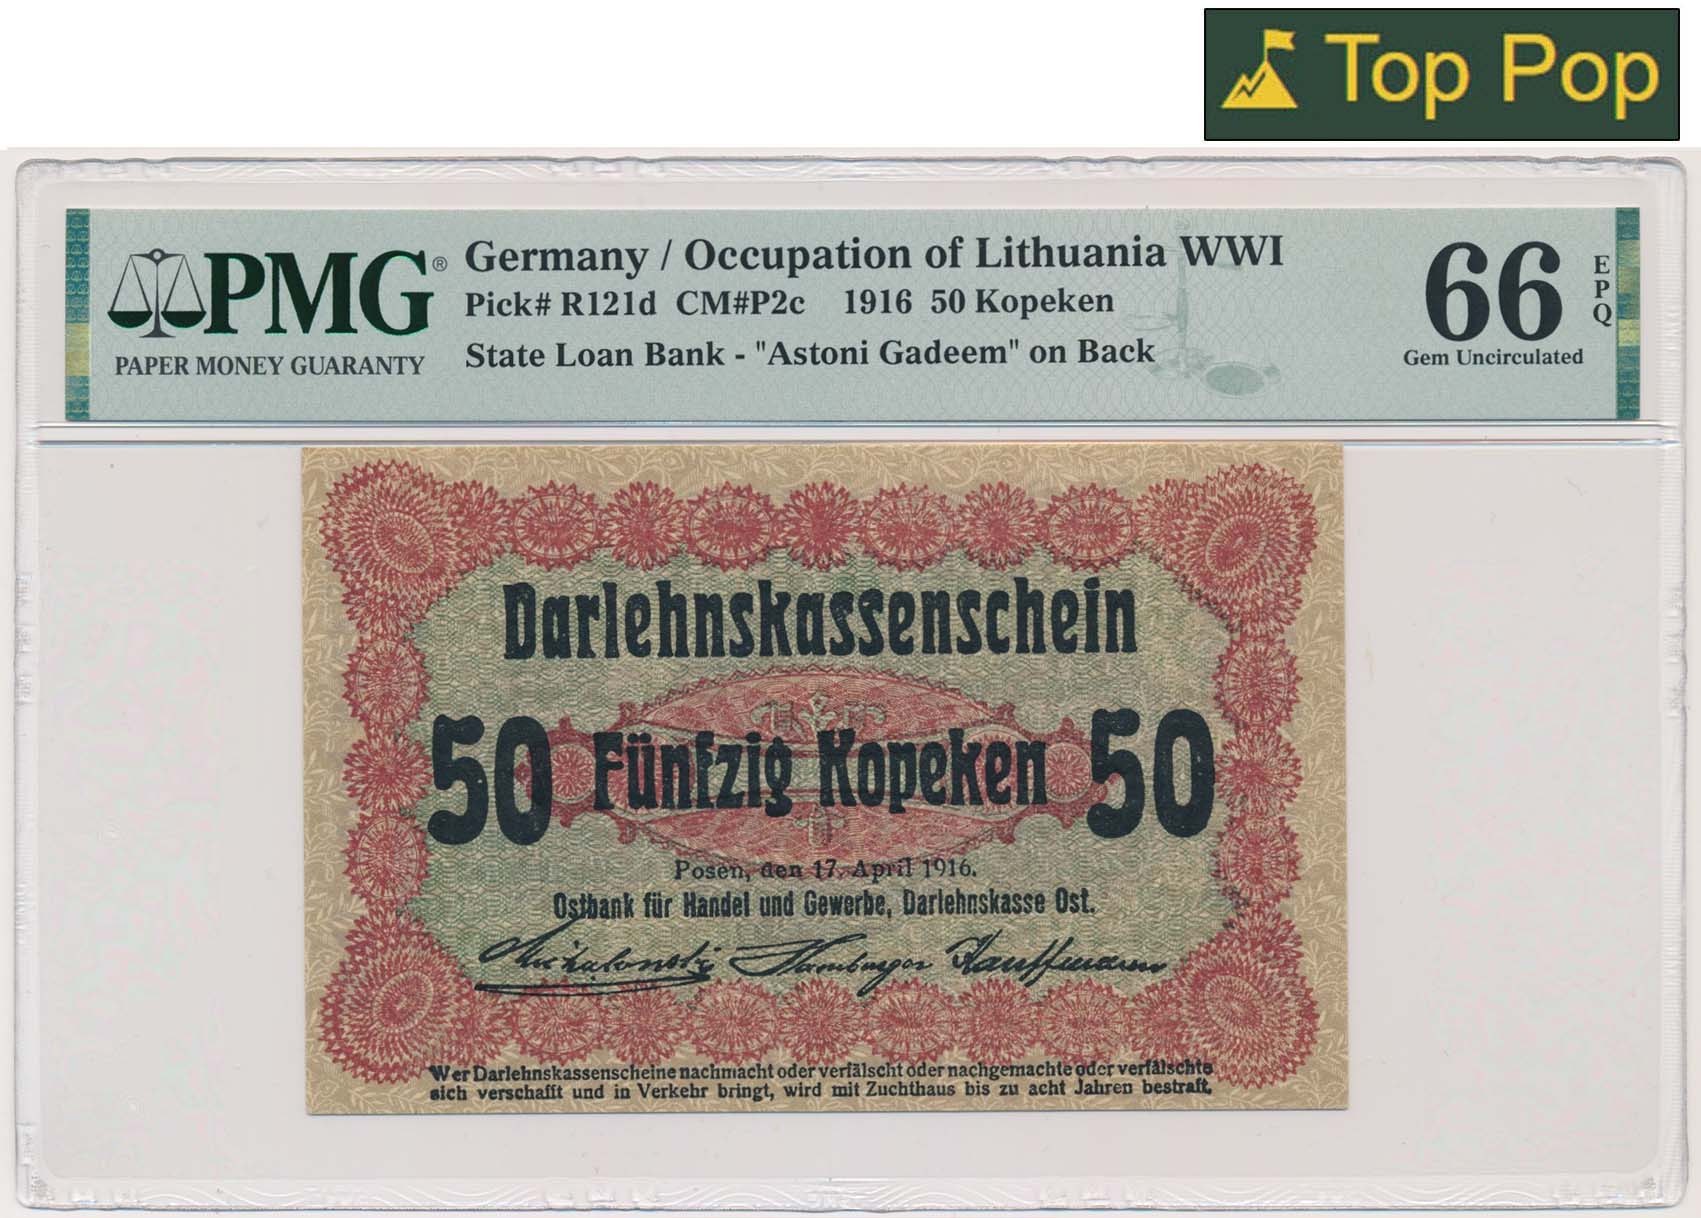 Top Pop
PMG®
PAPER MONEY GUARANTY
Germany / Occupation of Lithuania WWI
Pick# R121d CM#P2c 1916 50 Kopeken
State Loan Bank - "Astoni Gadeem" on Back
66
EPQ
Gem Uncirculated
Darlehnskassenschein
50 Fünfzig Kopeken 50
Posen, den 17. April 1916.
Ostbank für Handel und Gewerbe, Darlehnskasse Ost.
Michalowski Hamburger Kauffmann
Wer Darlehnskassenscheine nachmacht oder verfälscht oder nachgemachte oder verfälschte
sich verschafft und in Verkehr bringt, wird mit Zuchthaus bis zu acht Jahren bestraft.